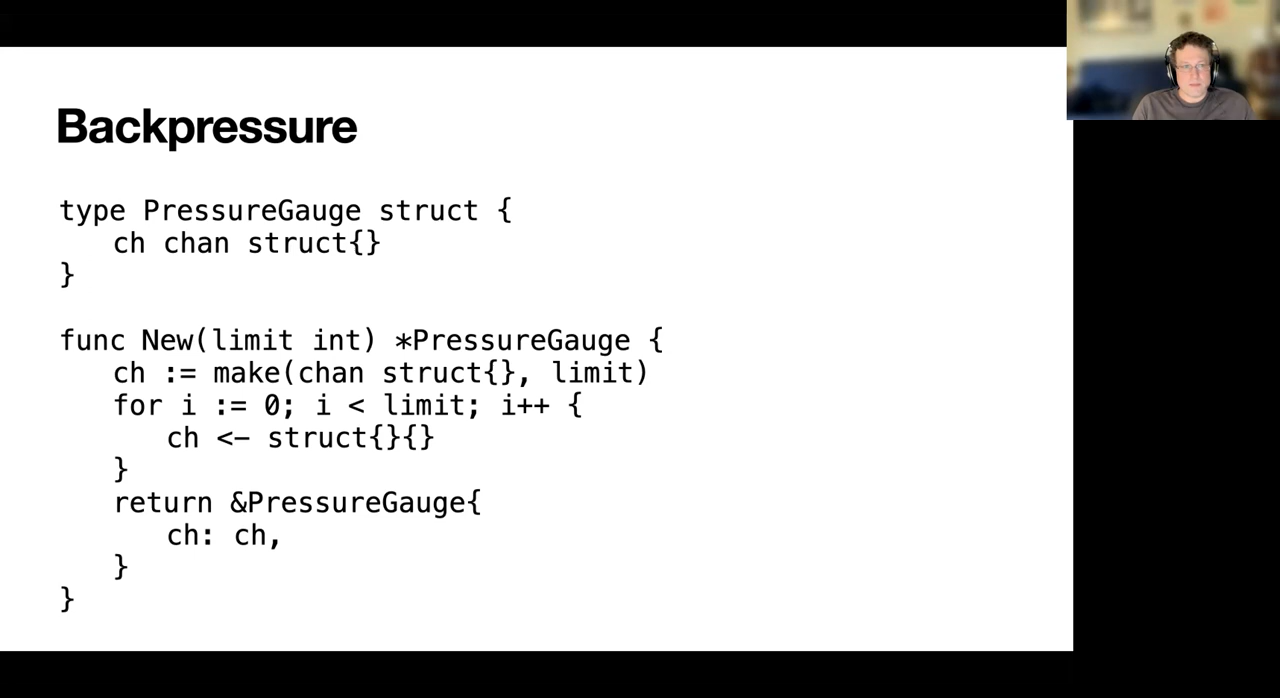 Backpressure
type PressureGauge struct {
ch chan struct{}
}
func New(limit int) *PressureGauge {
ch := make(chan struct{}, limit)
for i := 0; i < limit; i++ {
ch <- struct{}{}
}
return &PressureGauge{
ch: ch,
}
}